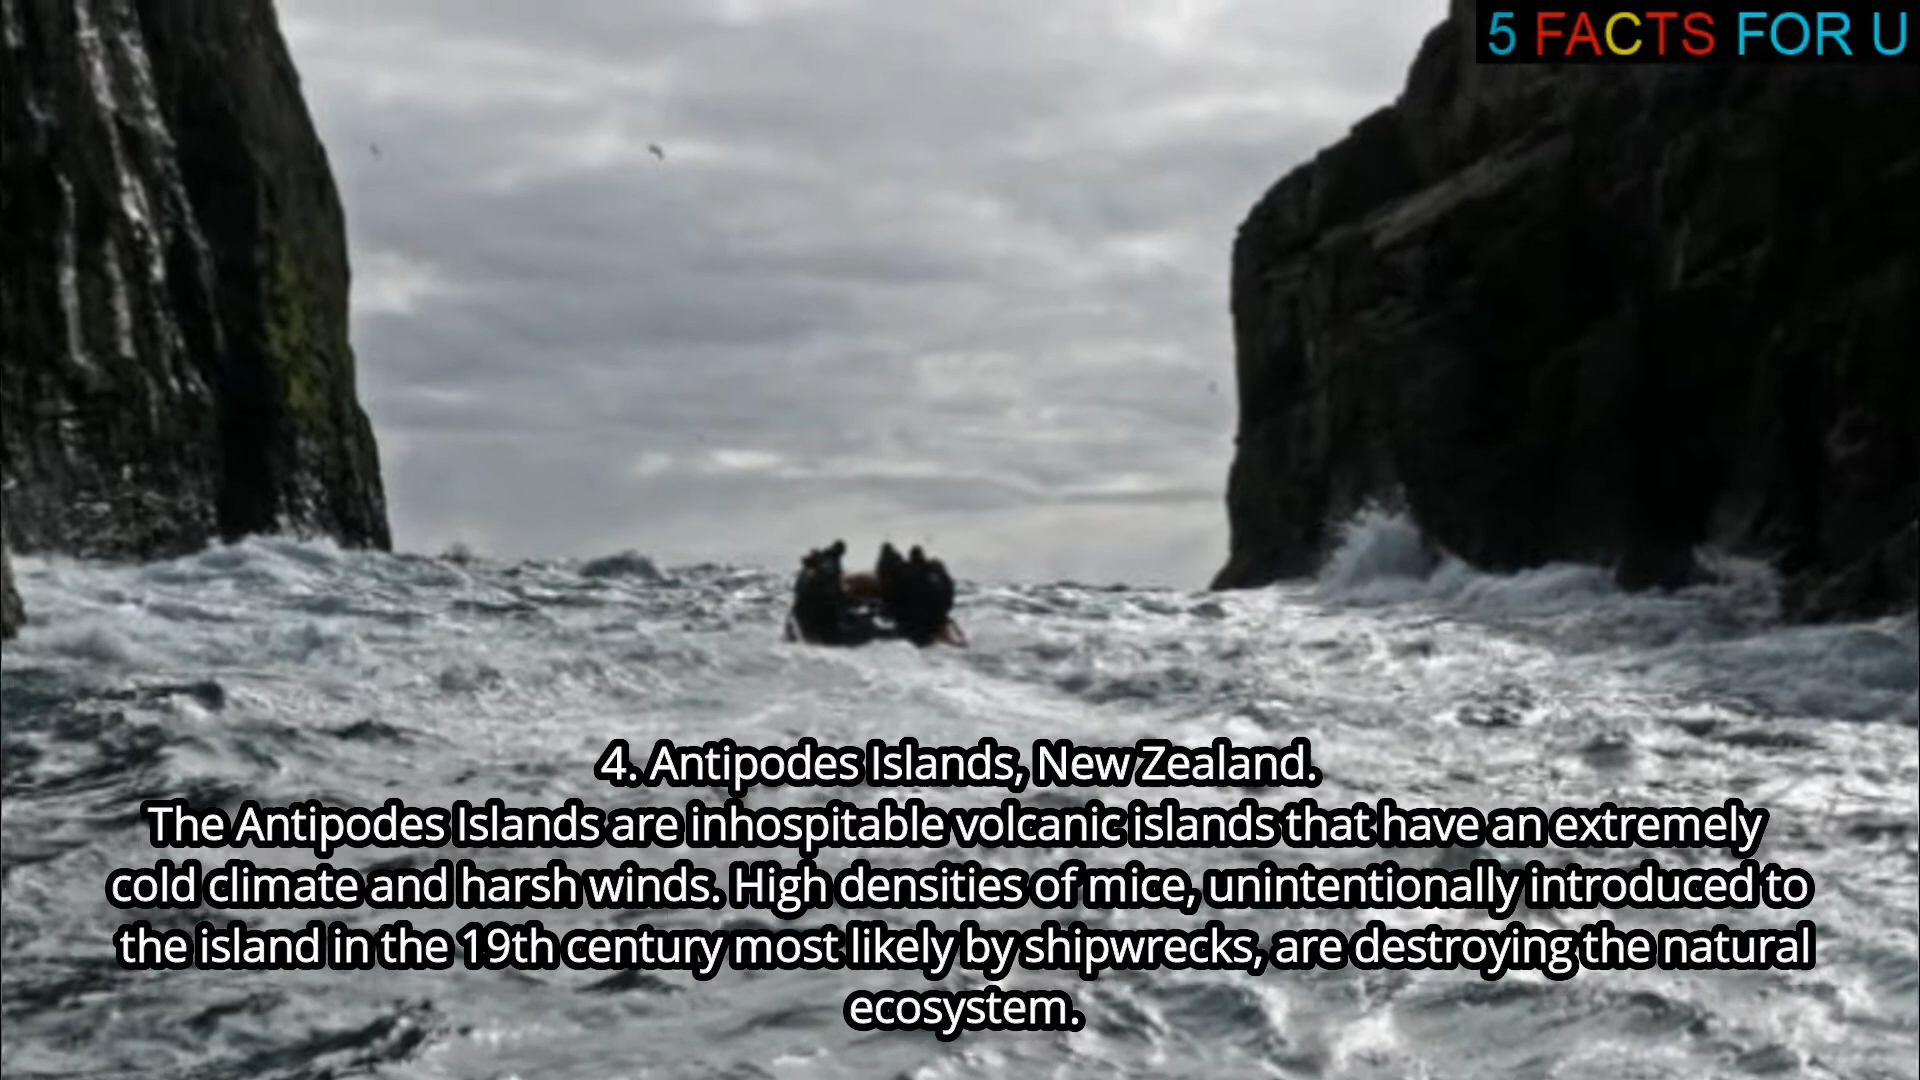 5 FACTS FOR U
4. Antipodes Islands, New Zealand.
The Antipodes Islands are inhospitable volcanic islands that have an extremely
cold climate and harsh winds. High densities of mice, unintentionally introduced to
the island in the 19th century most likely by shipwrecks, are destroying the natural
ecosystem.